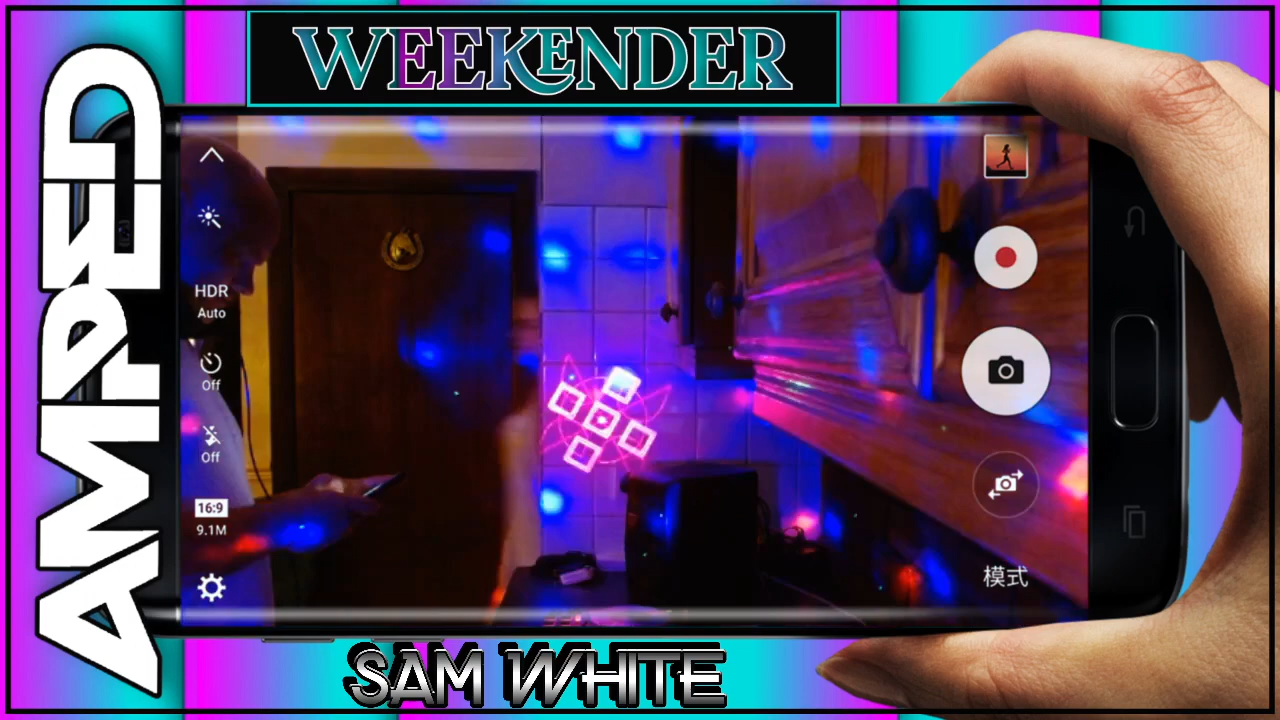 WEEKENDER
AMPED
HDR
Auto
Off
Off
16:9
9.1M
模式
SAM WHITE